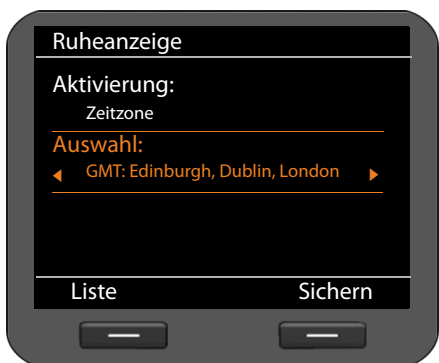 Ruheanzeige
Aktivierung:
Zeitzone
Auswahl:
GMT: Edinburgh, Dublin, London
Liste Sichern